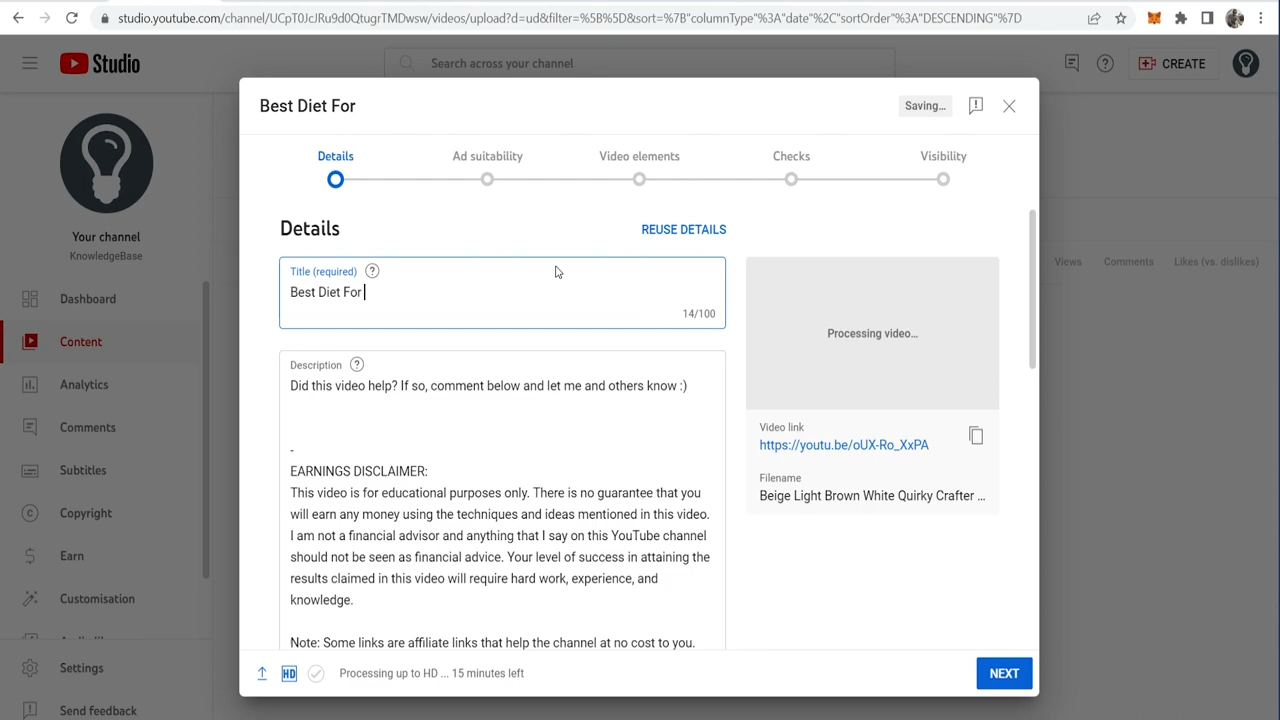 studio.youtube.com/channel/UCpT0JcJRu9d0QtugrTMDwsw/videos/upload?d=ud&filter=%5B%5D&sort=%7B"columnType"%3A"date"%2C"sortOrder"%3A"DESCENDING"%7D
Studio
Search across your channel
CREATE
Best Diet For
Saving...
Details
Ad suitability
Video elements
Checks
Visibility
Your channel
KnowledgeBase
Dashboard
Content
Analytics
Comments
Subtitles
Copyright
Earn
Customisation
Settings
Send feedback
Details
REUSE DETAILS
Title (required)
Best Diet For
14/100
Description
Did this video help? If so, comment below and let me and others know :)
-
EARNINGS DISCLAIMER:
This video is for educational purposes only. There is no guarantee that you
will earn any money using the techniques and ideas mentioned in this video.
I am not a financial advisor and anything that I say on this YouTube channel
should not be seen as financial advice. Your level of success in attaining the
results claimed in this video will require hard work, experience, and
knowledge.
Note: Some links are affiliate links that help the channel at no cost to you.
Processing video...
Video link
https://youtu.be/oUX-Ro_XxPA
Filename
Beige Light Brown White Quirky Crafter ...
Views
Comments
Likes (vs. dislikes)
HD
Processing up to HD ... 15 minutes left
NEXT